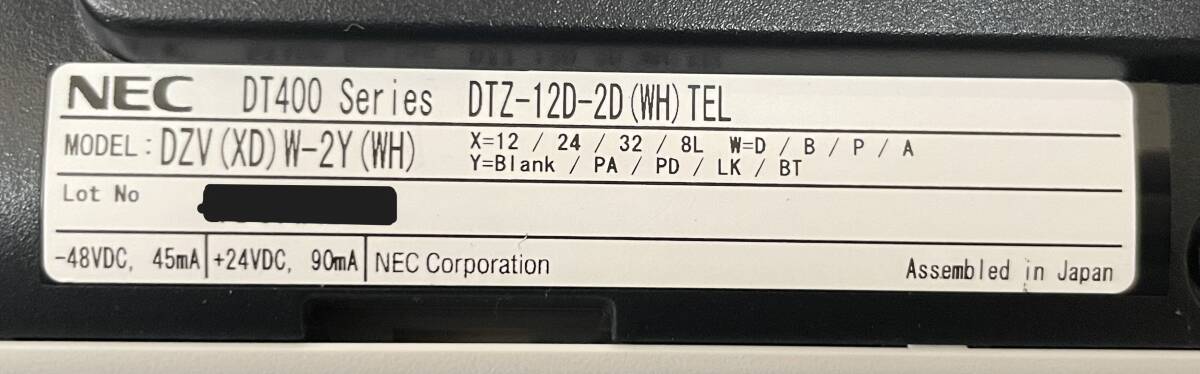 NEC DT400 Series DTZ-12D-2D(WH)TEL
MODEL: DZV(XD)W-2Y(WH) X=12 / 24 / 32 / 8L W=D / B / P / A
Y=Blank / PA / PD / LK / BT
Lot No
-48VDC, 45mA +24VDC, 90mA NEC Corporation Assembled in Japan